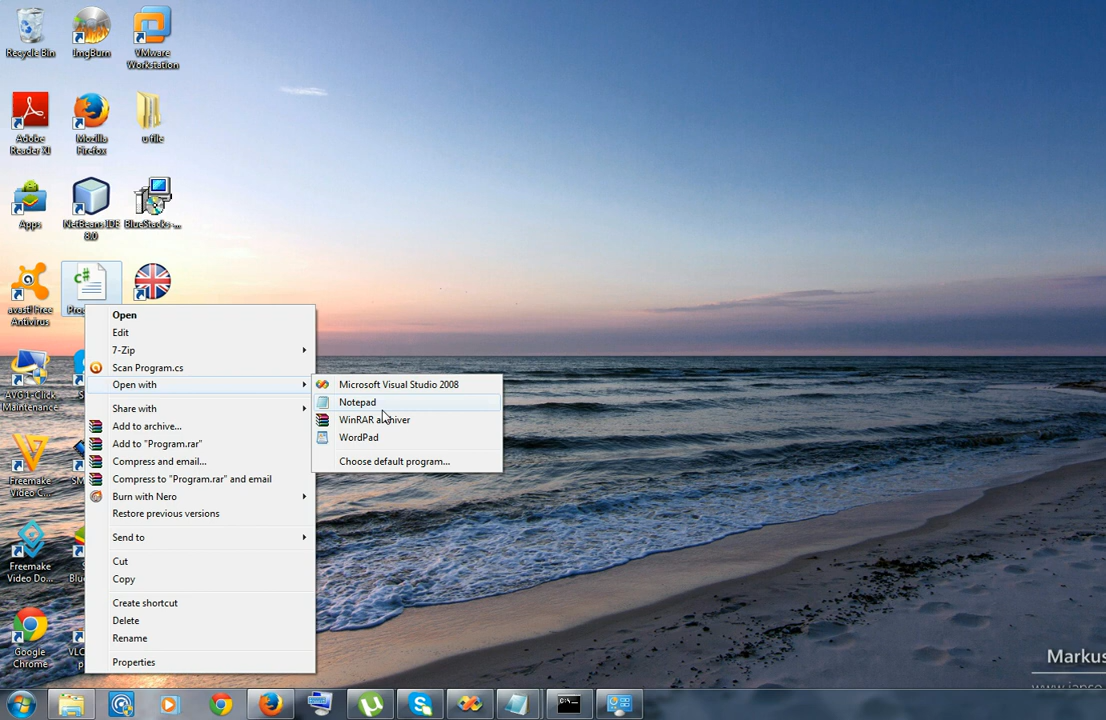 Recycle Bin
ImgBurn
VMware
Workstation
Adobe
Reader XI
Mozilla
Firefox
u file
Apps
NetBeans IDE
8.0
BlueStacks -...
avast! Free
Antivirus
AVG 1-Click
Maintenance
Freemake
Video C...
Freemake
Video Do...
Google
Chrome
Open
Edit
7-Zip
Scan Program.cs
Open with
Share with
Add to archive...
Add to "Program.rar"
Compress and email...
Compress to "Program.rar" and email
Burn with Nero
Restore previous versions
Send to
Cut
Copy
Create shortcut
Delete
Rename
Properties
Microsoft Visual Studio 2008
Notepad
WinRAR archiver
WordPad
Choose default program...
Markus